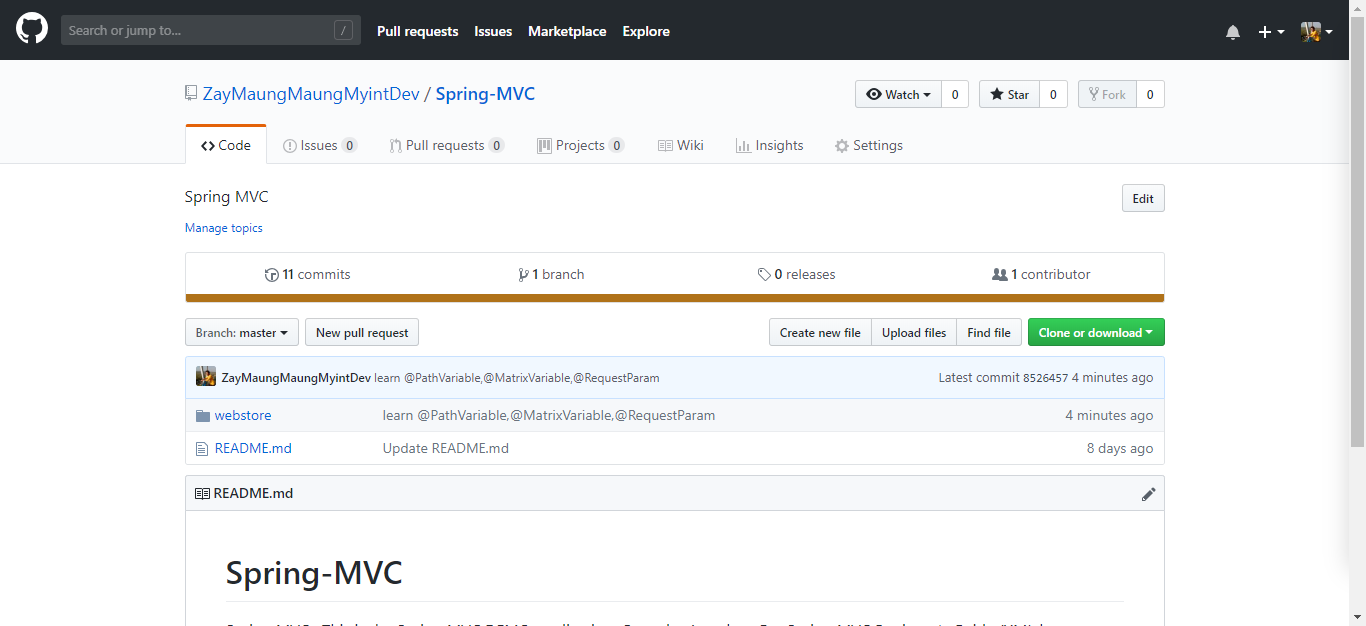 Search or jump to... /
Pull requests Issues Marketplace Explore
ZayMaungMaungMyintDev / Spring-MVC
Watch 0 Star 0 Fork 0
Code Issues 0 Pull requests 0 Projects 0 Wiki Insights Settings
Spring MVC Edit
Manage topics
11 commits 1 branch 0 releases 1 contributor
Branch: master New pull request Create new file Upload files Find file Clone or download
ZayMaungMaungMyintDev learn @PathVariable,@MatrixVariable,@RequestParam Latest commit 8526457 4 minutes ago
webstore learn @PathVariable,@MatrixVariable,@RequestParam 4 minutes ago
README.md Update README.md 8 days ago
README.md
Spring-MVC